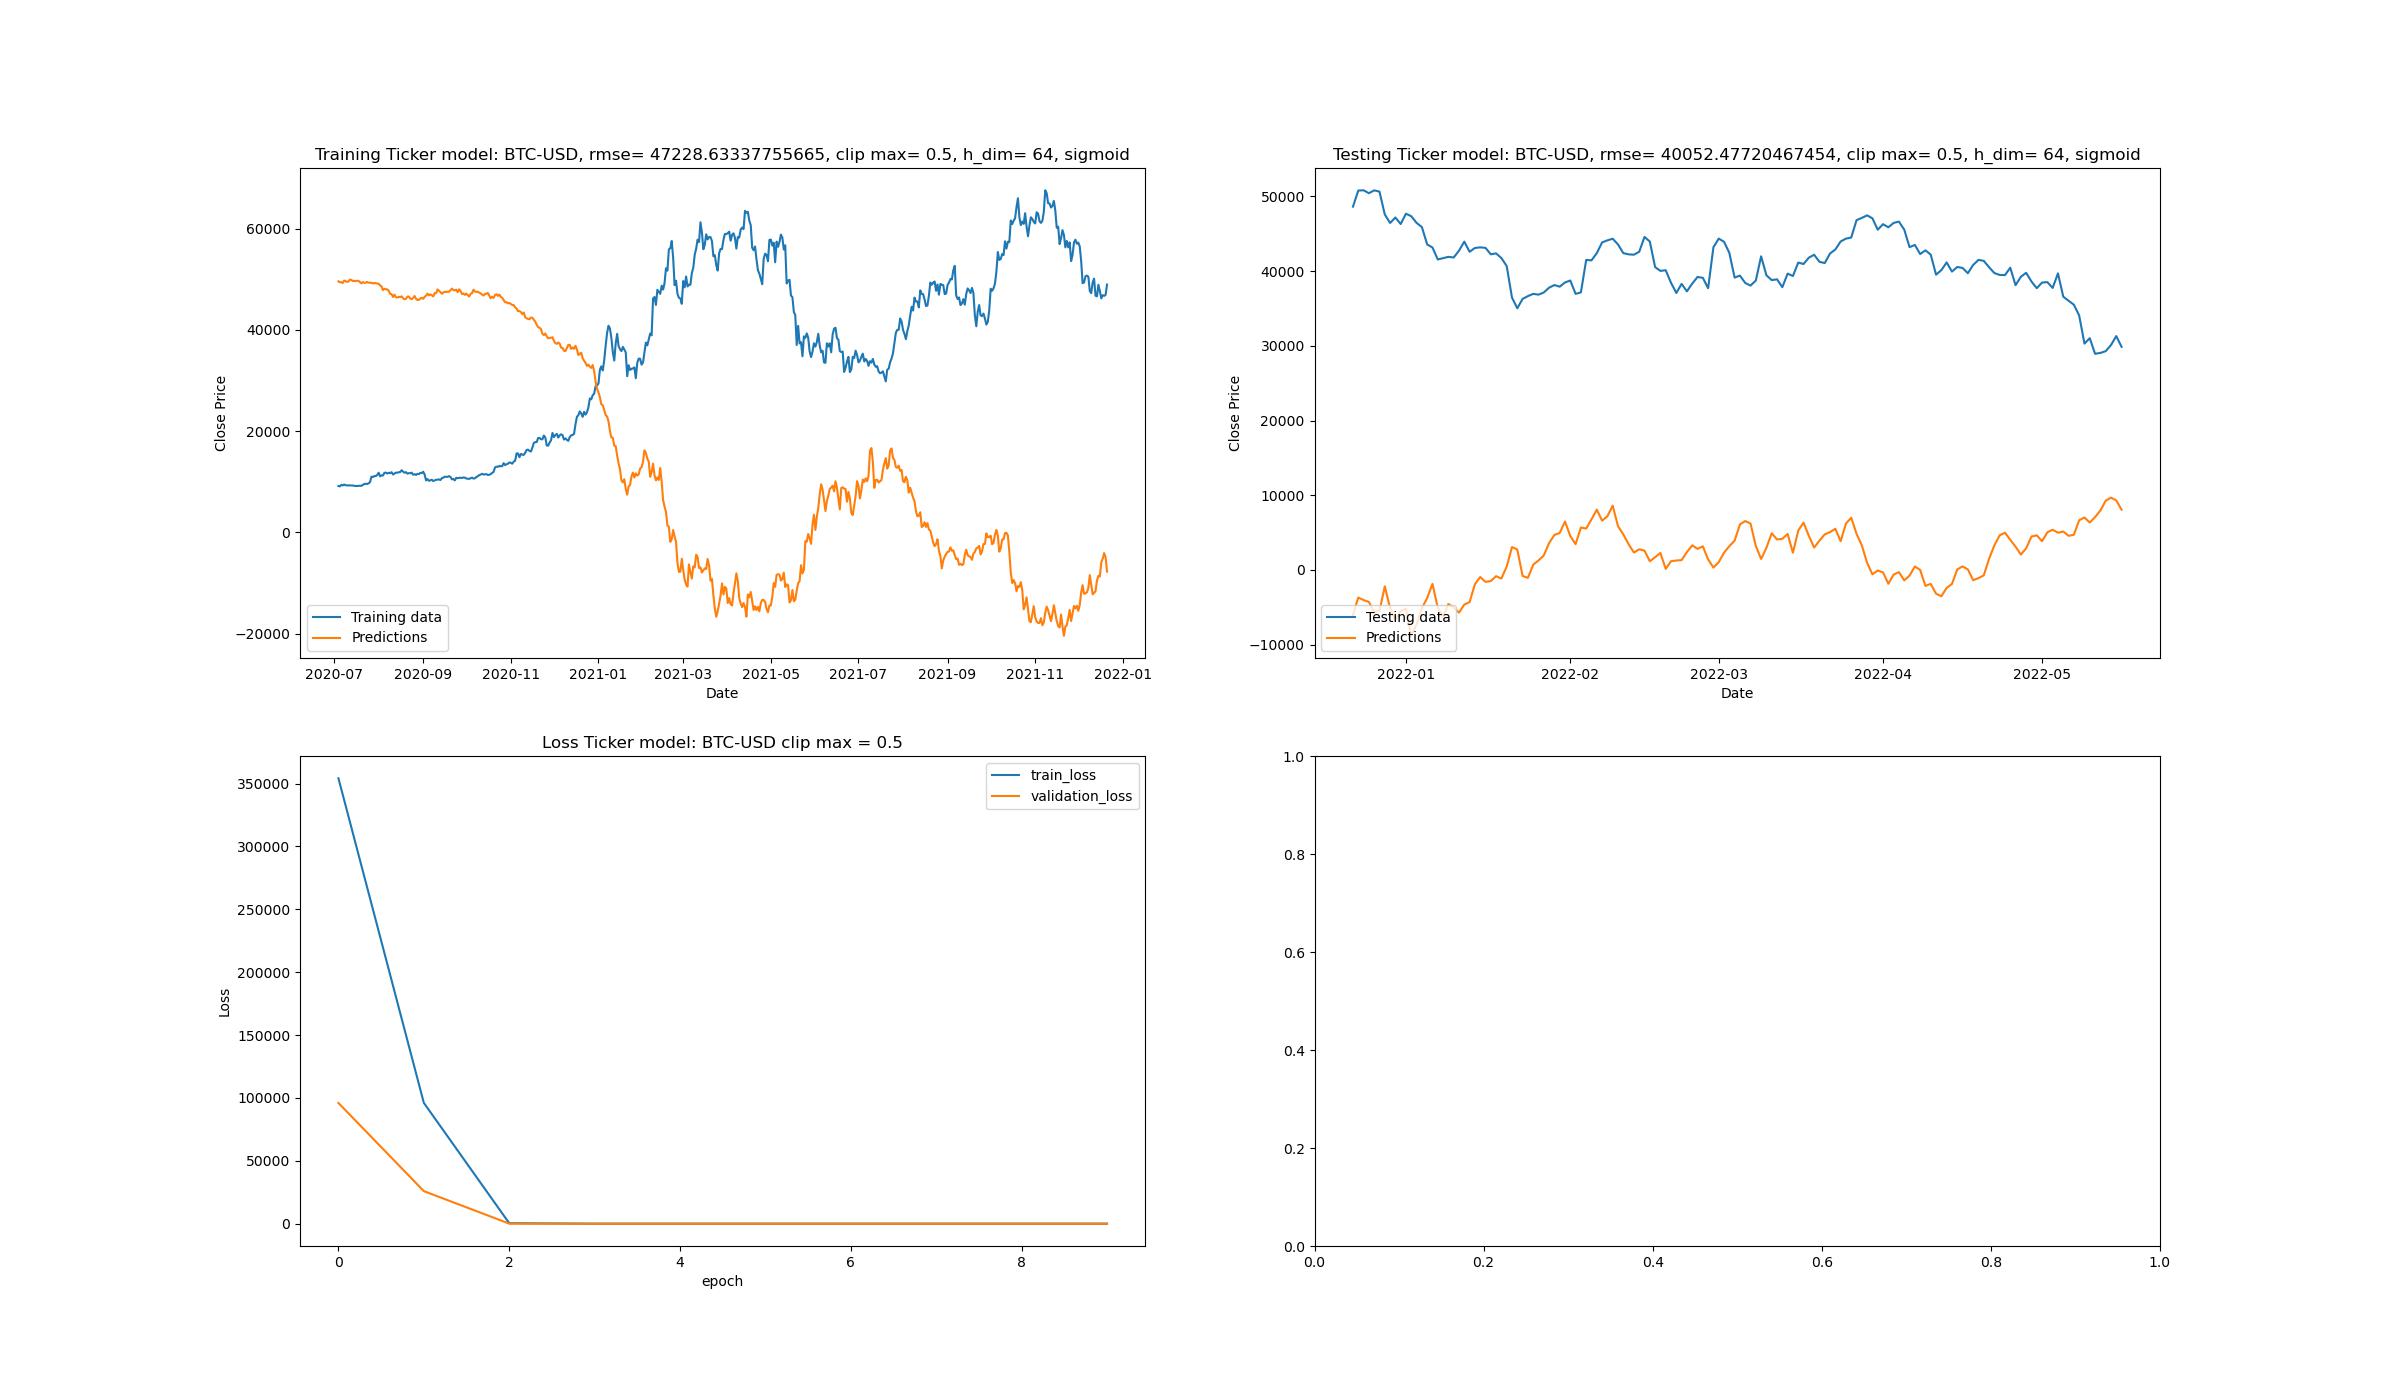 Training Ticker model: BTC-USD, rmse= 47228.63337755665, clip max= 0.5, h_dim= 64, sigmoid
60000
40000
20000
0
−20000
Close Price
Training data
Predictions
2020-07 2020-09 2020-11 2021-01 2021-03 2021-05 2021-07 2021-09 2021-11 2022-01
Date
Testing Ticker model: BTC-USD, rmse= 40052.47720467454, clip max= 0.5, h_dim= 64, sigmoid
50000
40000
30000
20000
10000
0
−10000
Close Price
Testing data
Predictions
2022-01 2022-02 2022-03 2022-04 2022-05
Date
Loss Ticker model: BTC-USD clip max = 0.5
350000
300000
250000
200000
150000
100000
50000
0
Loss
train_loss
validation_loss
0 2 4 6 8
epoch
1.0
0.8
0.6
0.4
0.2
0.0
0.0 0.2 0.4 0.6 0.8 1.0